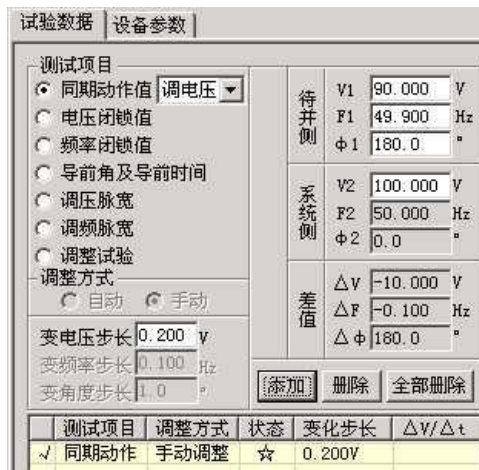 试验数据 设备参数
测试项目
同期动作值 调电压
电压闭锁值
频率闭锁值
导前角及导前时间
调压脉宽
调频脉宽
调整试验
调整方式
自动 手动
变电压步长 0.200 V
变频率步长 0.100 Hz
变角度步长 1.0 °
待并侧
V1 90.000 V
F1 49.900 Hz
Φ1 180.0 °
系统侧
V2 100.000 V
F2 50.000 Hz
Φ2 0.0 °
差值
△V -10.000 V
△F -0.100 Hz
△Φ 180.0 °
添加 删除 全部删除
测试项目 调整方式 状态 变化步长 △V/△t
√ 同期动作 手动调整 ☆ 0.200V